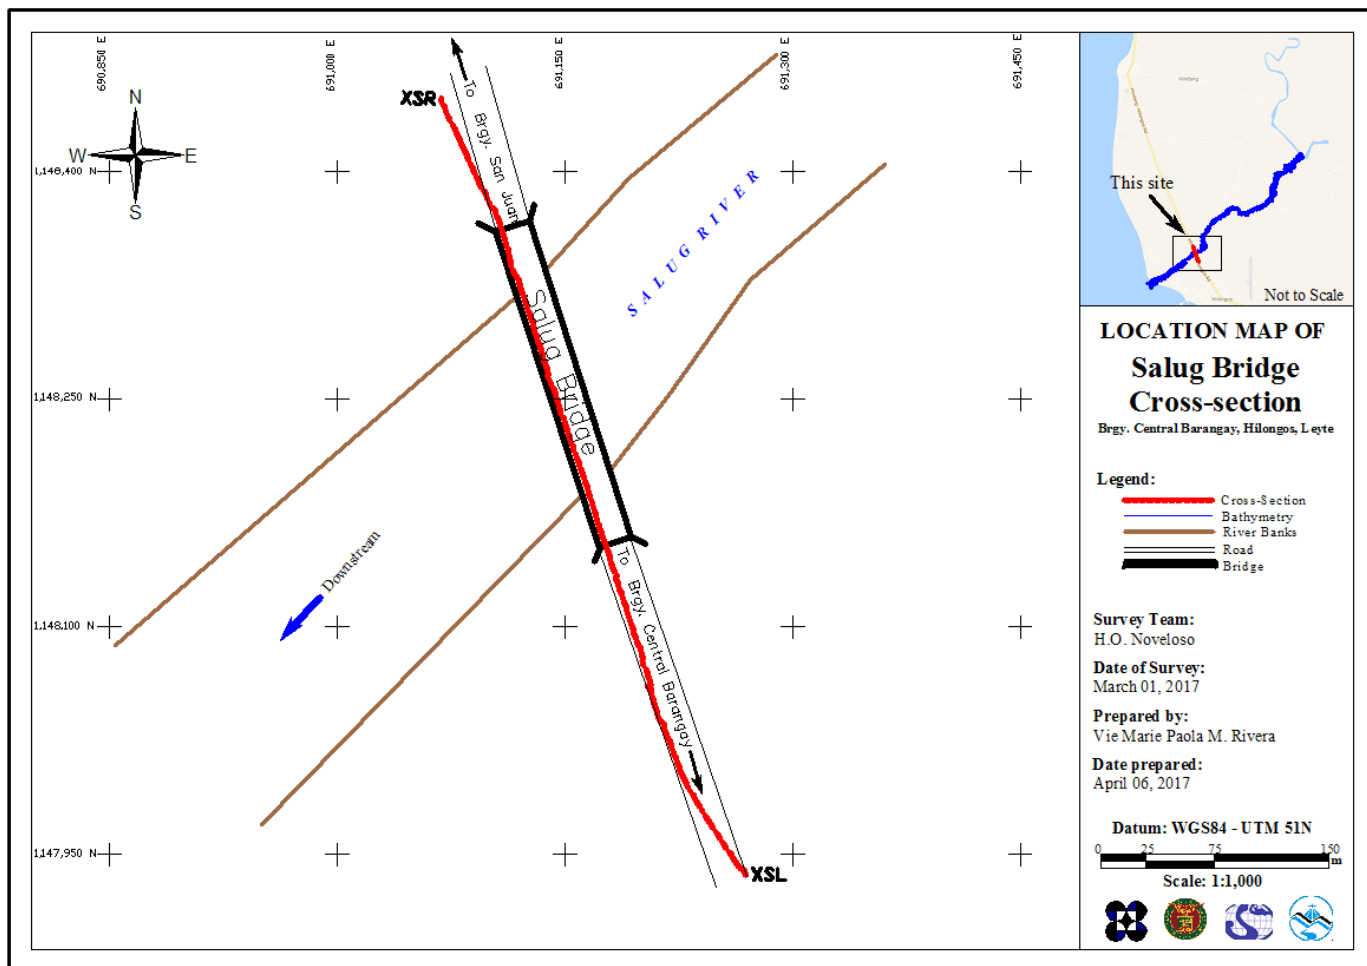 690,850 E
691,000 E
691,150 E
691,300 E
691,450 E
N
W E
S
XSR
To Brgy. San Juan
1,148,400 N
SALUG RIVER
Salug Bridge
1,148,250 N
Downstream
1,148,100 N
To Brgy. Central Barangay
1,147,950 N
XSL
This site
Not to Scale
LOCATION MAP OF
Salug Bridge
Cross-section
Brgy. Central Barangay, Hilongos, Leyte
Legend:
Cross-Section
Bathymetry
River Banks
Road
Bridge
Survey Team:
H.O. Noveloso
Date of Survey:
March 01, 2017
Prepared by:
Vie Marie Paola M. Rivera
Date prepared:
April 06, 2017
Datum: WGS84 - UTM 51N
0 25 75 150
m
Scale: 1:1,000